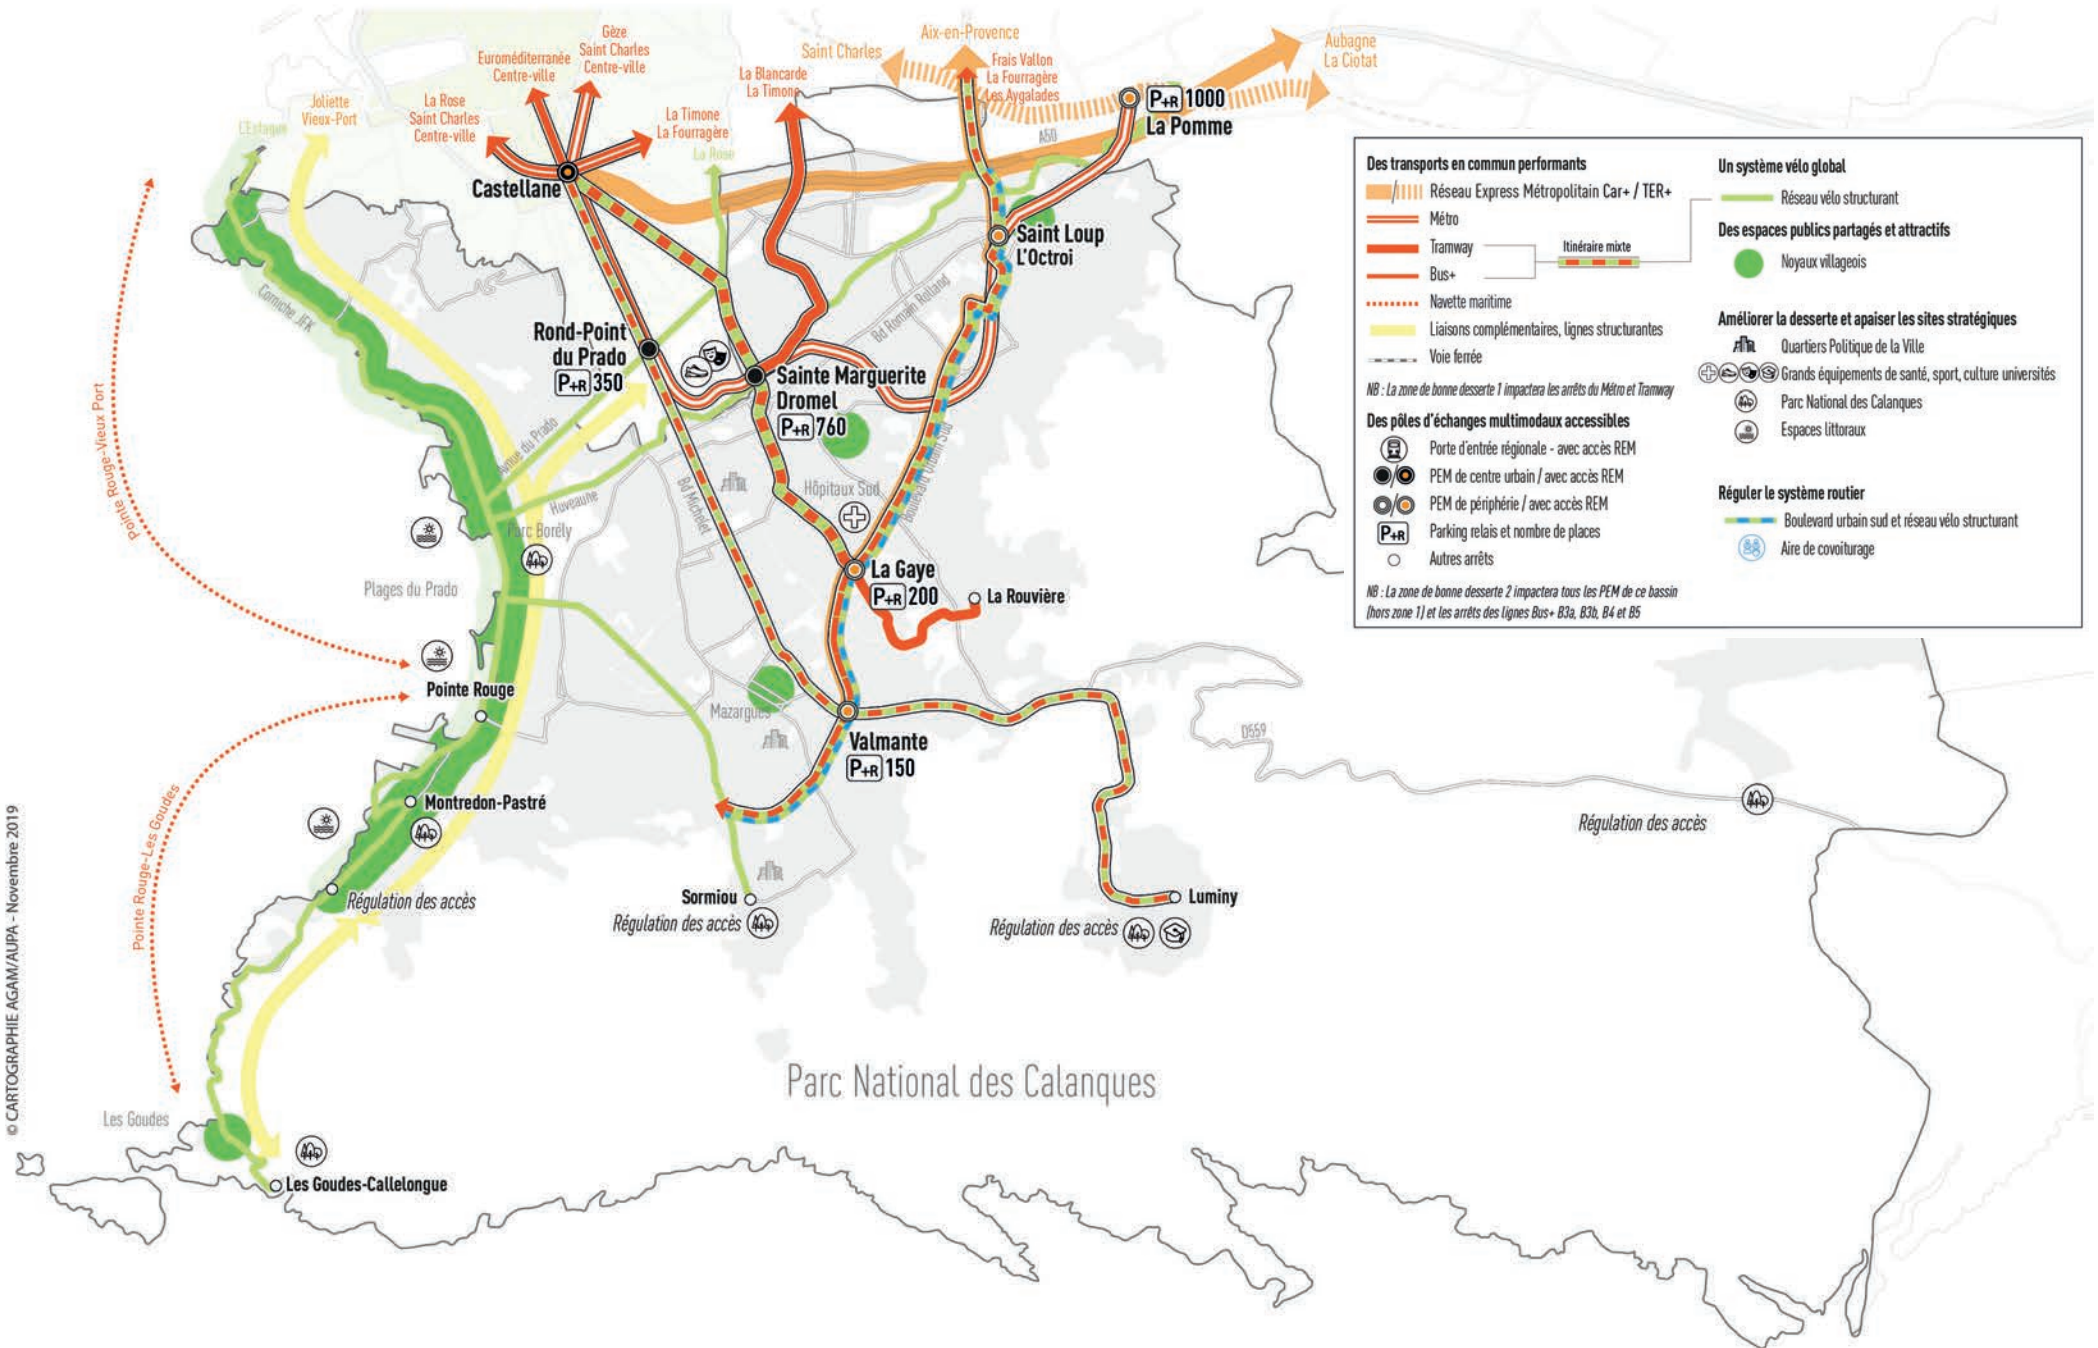 Gèze
Saint Charles
Centre-ville
Euroméditerranée
Centre-ville
Aix-en-Provence
Saint Charles
Aubagne
La Ciotat
Frais Vallon
La Fourragère
Les Aygalades
La Blancarde
La Timone
Joliette
Vieux-Port
La Rose
Saint Charles
Centre-ville
La Timone
La Fourragère
L'Estaque
La Rose
P+R 1000
La Pomme
A50
Castellane
Saint Loup
L'Octroi
Corniche JFK
Bd Romain Rolland
Rond-Point
du Prado
P+R 350
Sainte Marguerite
Dromel
P+R 760
Pointe Rouge-Vieux Port
Avenue du Prado
Huveaune
Bd Michelet
Hôpitaux Sud
Boulevard Urbain Sud
Parc Borély
Plages du Prado
La Gaye
P+R 200
La Rouvière
Pointe Rouge
Mazargues
Valmante
P+R 150
D559
Montredon-Pastré
Pointe Rouge-Les Goudes
Régulation des accès
Régulation des accès
Sormiou
Régulation des accès
Luminy
Régulation des accès
Parc National des Calanques
Les Goudes
Les Goudes-Callelongue
© CARTOGRAPHIE AGAM/AUPA - Novembre 2019
Des transports en commun performants
Réseau Express Métropolitain Car+ / TER+
Métro
Tramway
Bus+
Itinéraire mixte
Navette maritime
Liaisons complémentaires, lignes structurantes
Voie ferrée
NB : La zone de bonne desserte 1 impactera les arrêts du Métro et Tramway
Des pôles d'échanges multimodaux accessibles
Porte d'entrée régionale - avec accès REM
PEM de centre urbain / avec accès REM
PEM de périphérie / avec accès REM
P+R Parking relais et nombre de places
Autres arrêts
NB : La zone de bonne desserte 2 impactera tous les PEM de ce bassin
(hors zone 1) et les arrêts des lignes Bus+ B3a, B3b, B4 et B5
Un système vélo global
Réseau vélo structurant
Des espaces publics partagés et attractifs
Noyaux villageois
Améliorer la desserte et apaiser les sites stratégiques
Quartiers Politique de la Ville
Grands équipements de santé, sport, culture universités
Parc National des Calanques
Espaces littoraux
Réguler le système routier
Boulevard urbain sud et réseau vélo structurant
Aire de covoiturage